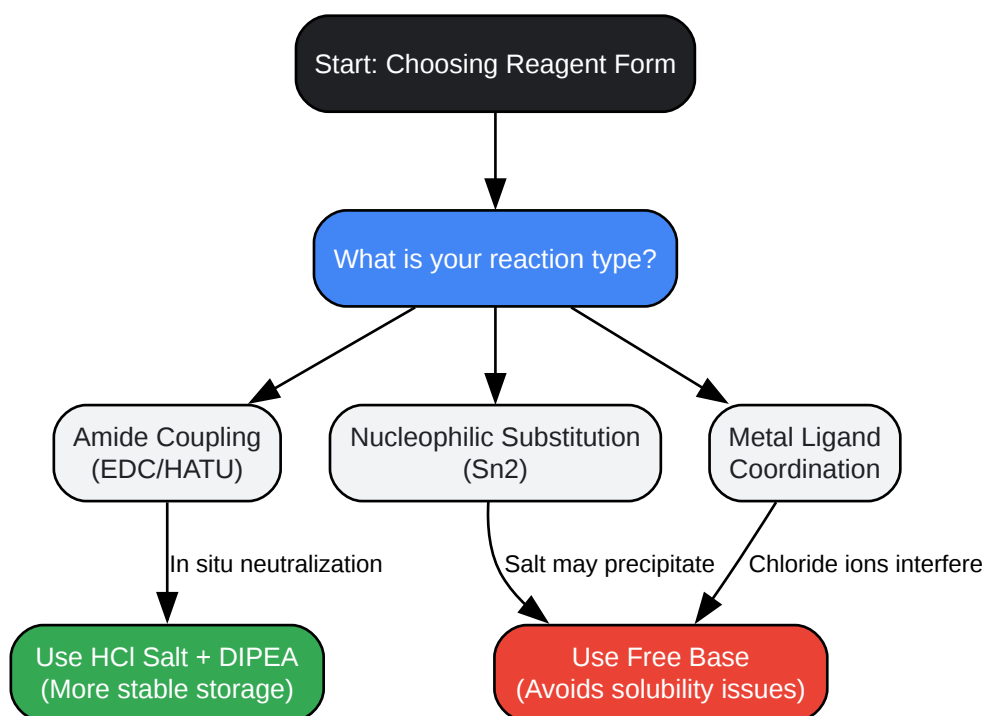 Start: Choosing Reagent Form
What is your reaction type?
Amide Coupling
(EDC/HATU)
Nucleophilic Substitution
(Sn2)
Metal Ligand
Coordination
In situ neutralization
Salt may precipitate
Chloride ions interfere
Use HCl Salt + DIPEA
(More stable storage)
Use Free Base
(Avoids solubility issues)